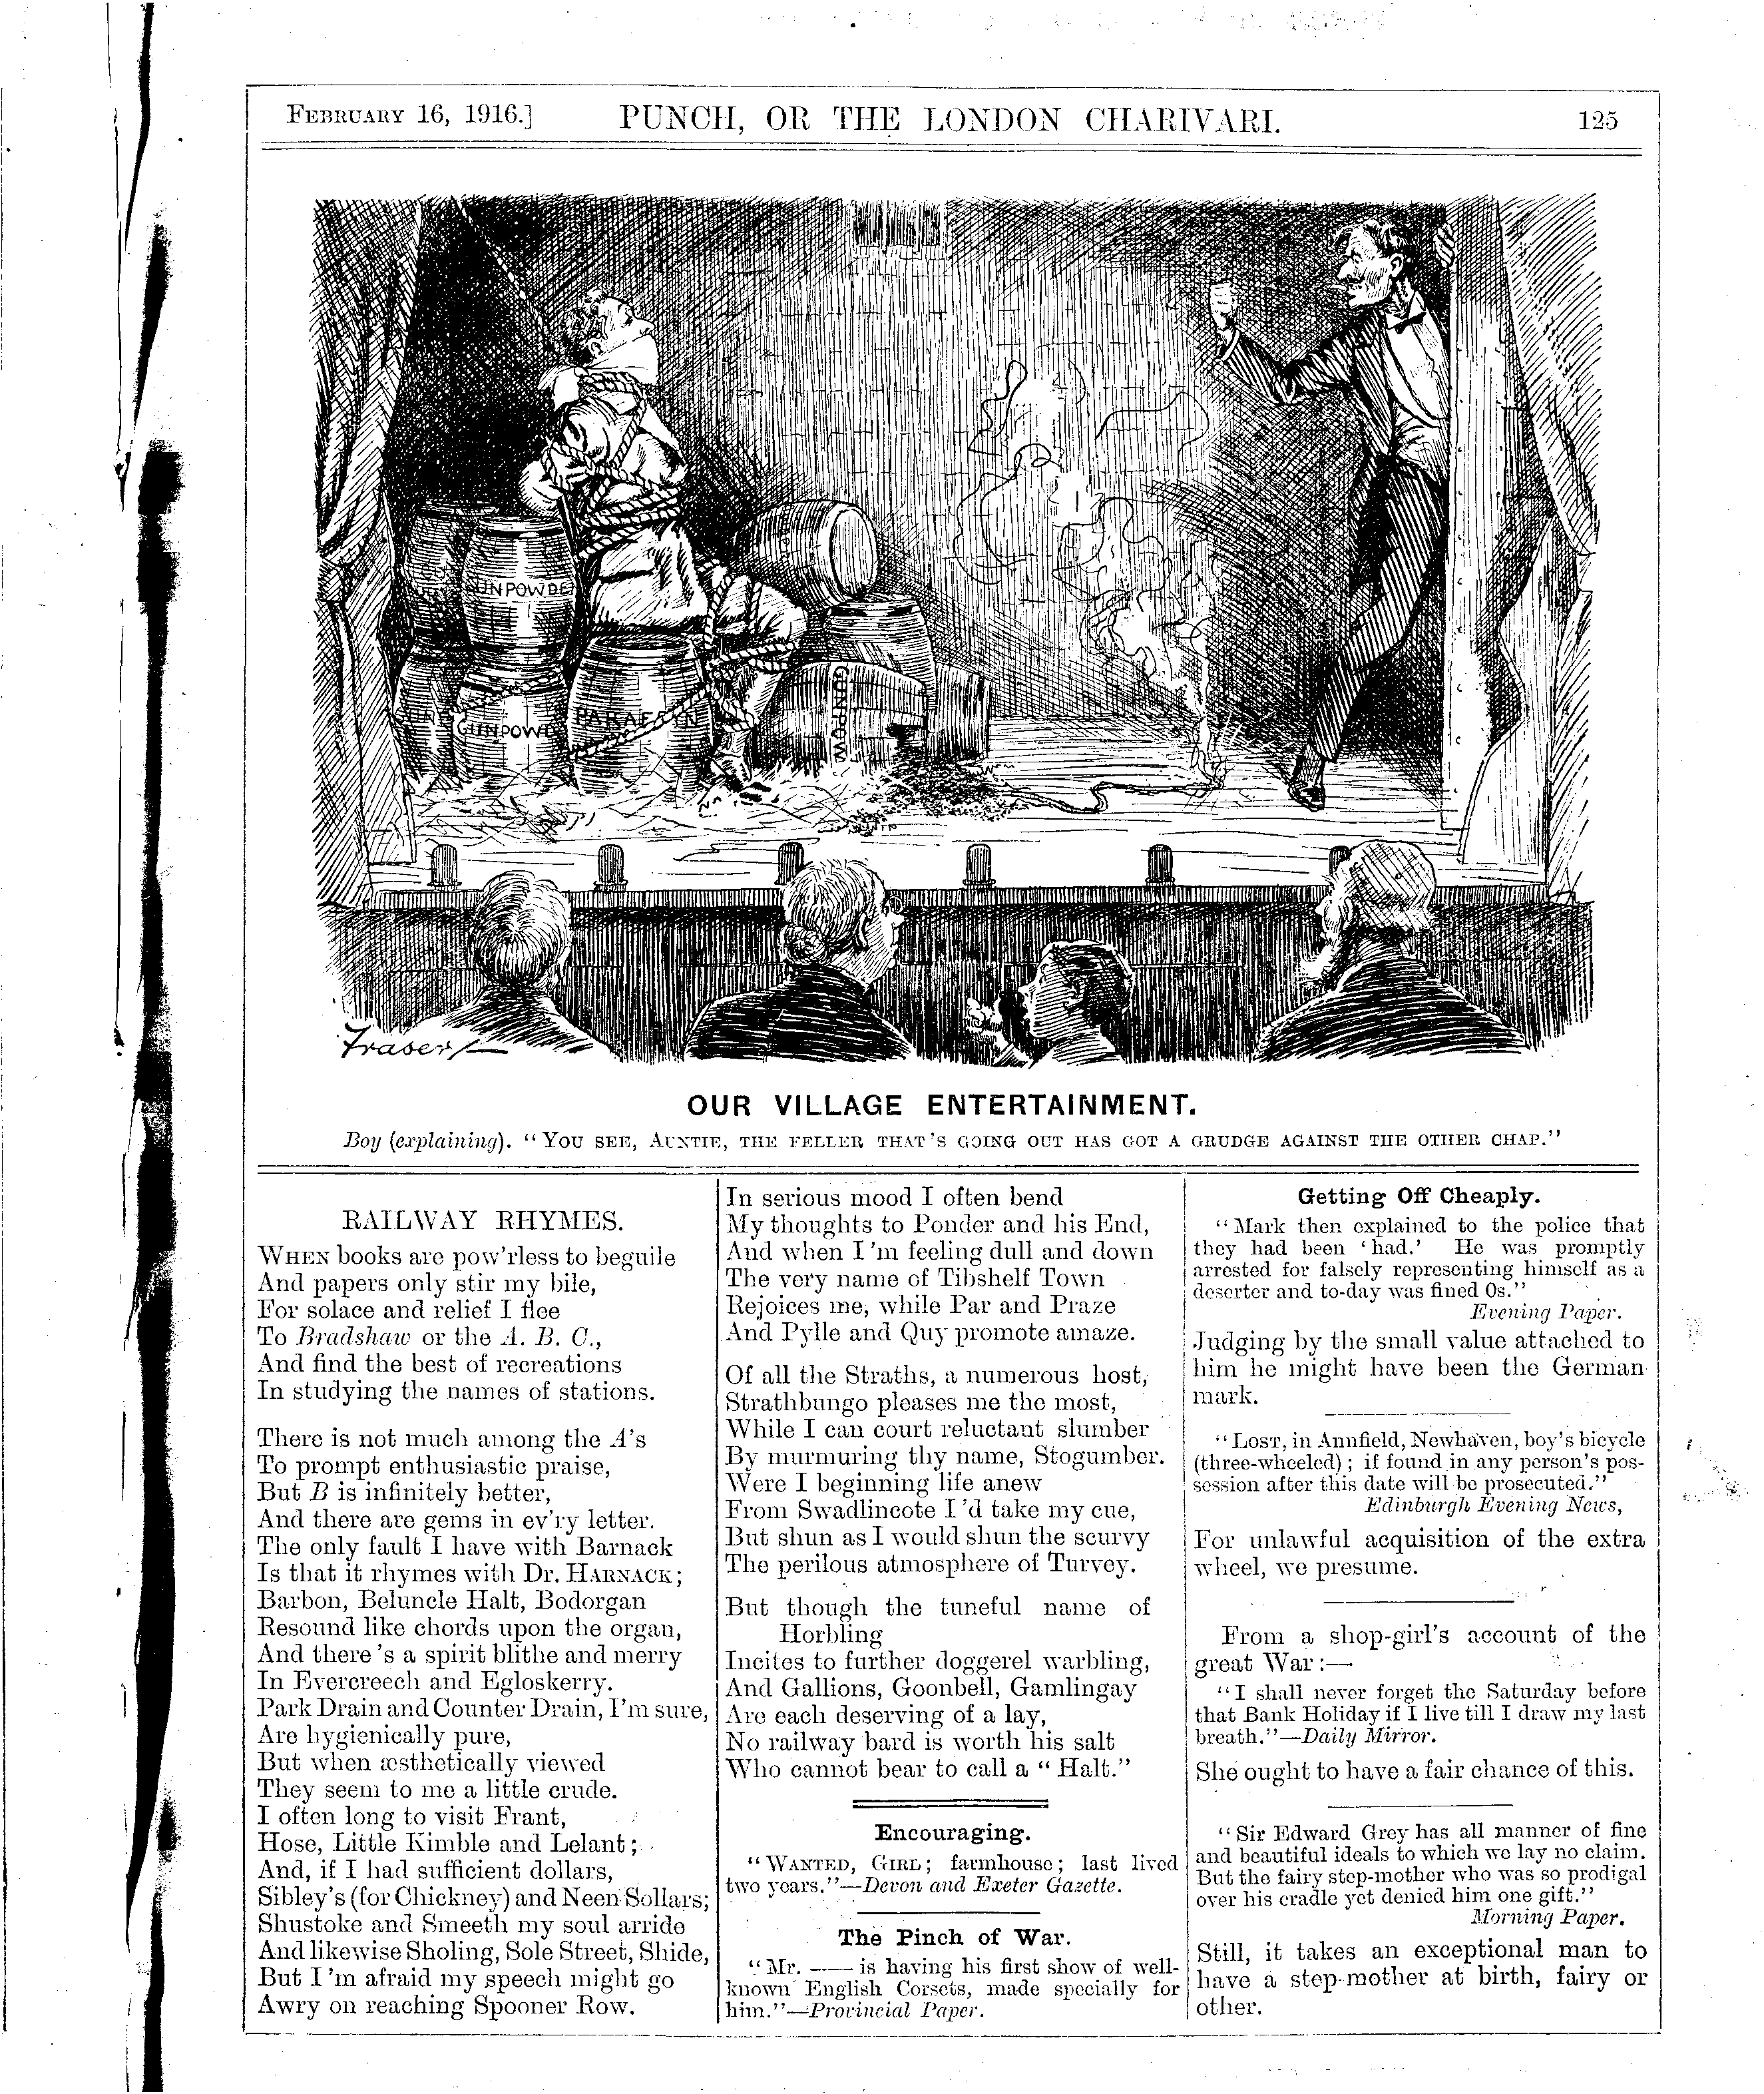 FEBRUARY 16, 1916.] PUNCH, OR THE LONDON CHARIVARI. 125
GUNPOWDE
GUNPOWD
PARAFFYN
GUNPOW
Fraser
OUR VILLAGE ENTERTAINMENT.
Boy (explaining). "YOU SEE, AUNTIE, THE FELLER THAT'S GOING OUT HAS GOT A GRUDGE AGAINST THE OTHER CHAP."
RAILWAY RHYMES.
WHEN books are pow'rless to beguile
And papers only stir my bile,
For solace and relief I flee
To Bradshaw or the A. B. C.,
And find the best of recreations
In studying the names of stations.
There is not much among the A's
To prompt enthusiastic praise,
But B is infinitely better,
And there are gems in ev'ry letter.
The only fault I have with Barnack
Is that it rhymes with Dr. HARNACK;
Barbon, Beluncle Halt, Bodorgan
Resound like chords upon the organ,
And there's a spirit blithe and merry
In Evercreech and Egloskerry.
Park Drain and Counter Drain, I'm sure,
Are hygienically pure,
But when æsthetically viewed
They seem to me a little crude.
I often long to visit Frant,
Hose, Little Kimble and Lelant;
And, if I had sufficient dollars,
Sibley's (for Chickney) and Neen Sollars;
Shustoke and Smeeth my soul arride
And likewise Sholing, Sole Street, Shide,
But I'm afraid my speech might go
Awry on reaching Spooner Row.
In serious mood I often bend
My thoughts to Ponder and his End,
And when I'm feeling dull and down
The very name of Tibshelf Town
Rejoices me, while Par and Praze
And Pylle and Quy promote amaze.
Of all the Straths, a numerous host,
Strathbungo pleases me the most,
While I can court reluctant slumber
By murmuring thy name, Stogumber.
Were I beginning life anew
From Swadlincote I'd take my cue,
But shun as I would shun the scurvy
The perilous atmosphere of Turvey.
But though the tuneful name of
Horbling
Incites to further doggerel warbling,
And Gallions, Goonbell, Gamlingay
Are each deserving of a lay,
No railway bard is worth his salt
Who cannot bear to call a "Halt."
Encouraging.
"WANTED, GIRL; farmhouse; last lived
two years."—Devon and Exeter Gazette.
The Pinch of War.
"Mr. —— is having his first show of well-
known English Corsets, made specially for
him."—Provincial Paper.
Getting Off Cheaply.
"Mark then explained to the police that
they had been 'had.' He was promptly
arrested for falsely representing himself as a
deserter and to-day was fined 0s."
Evening Paper.
Judging by the small value attached to
him he might have been the German
mark.
"LOST, in Annfield, Newhaven, boy's bicycle
(three-wheeled); if found in any person's pos-
session after this date will be prosecuted."
Edinburgh Evening News,
For unlawful acquisition of the extra
wheel, we presume.
From a shop-girl's account of the
great War:—
"I shall never forget the Saturday before
that Bank Holiday if I live till I draw my last
breath."—Daily Mirror.
She ought to have a fair chance of this.
"Sir Edward Grey has all manner of fine
and beautiful ideals to which we lay no claim.
But the fairy step-mother who was so prodigal
over his cradle yet denied him one gift."
Morning Paper.
Still, it takes an exceptional man to
have a step-mother at birth, fairy or
other.